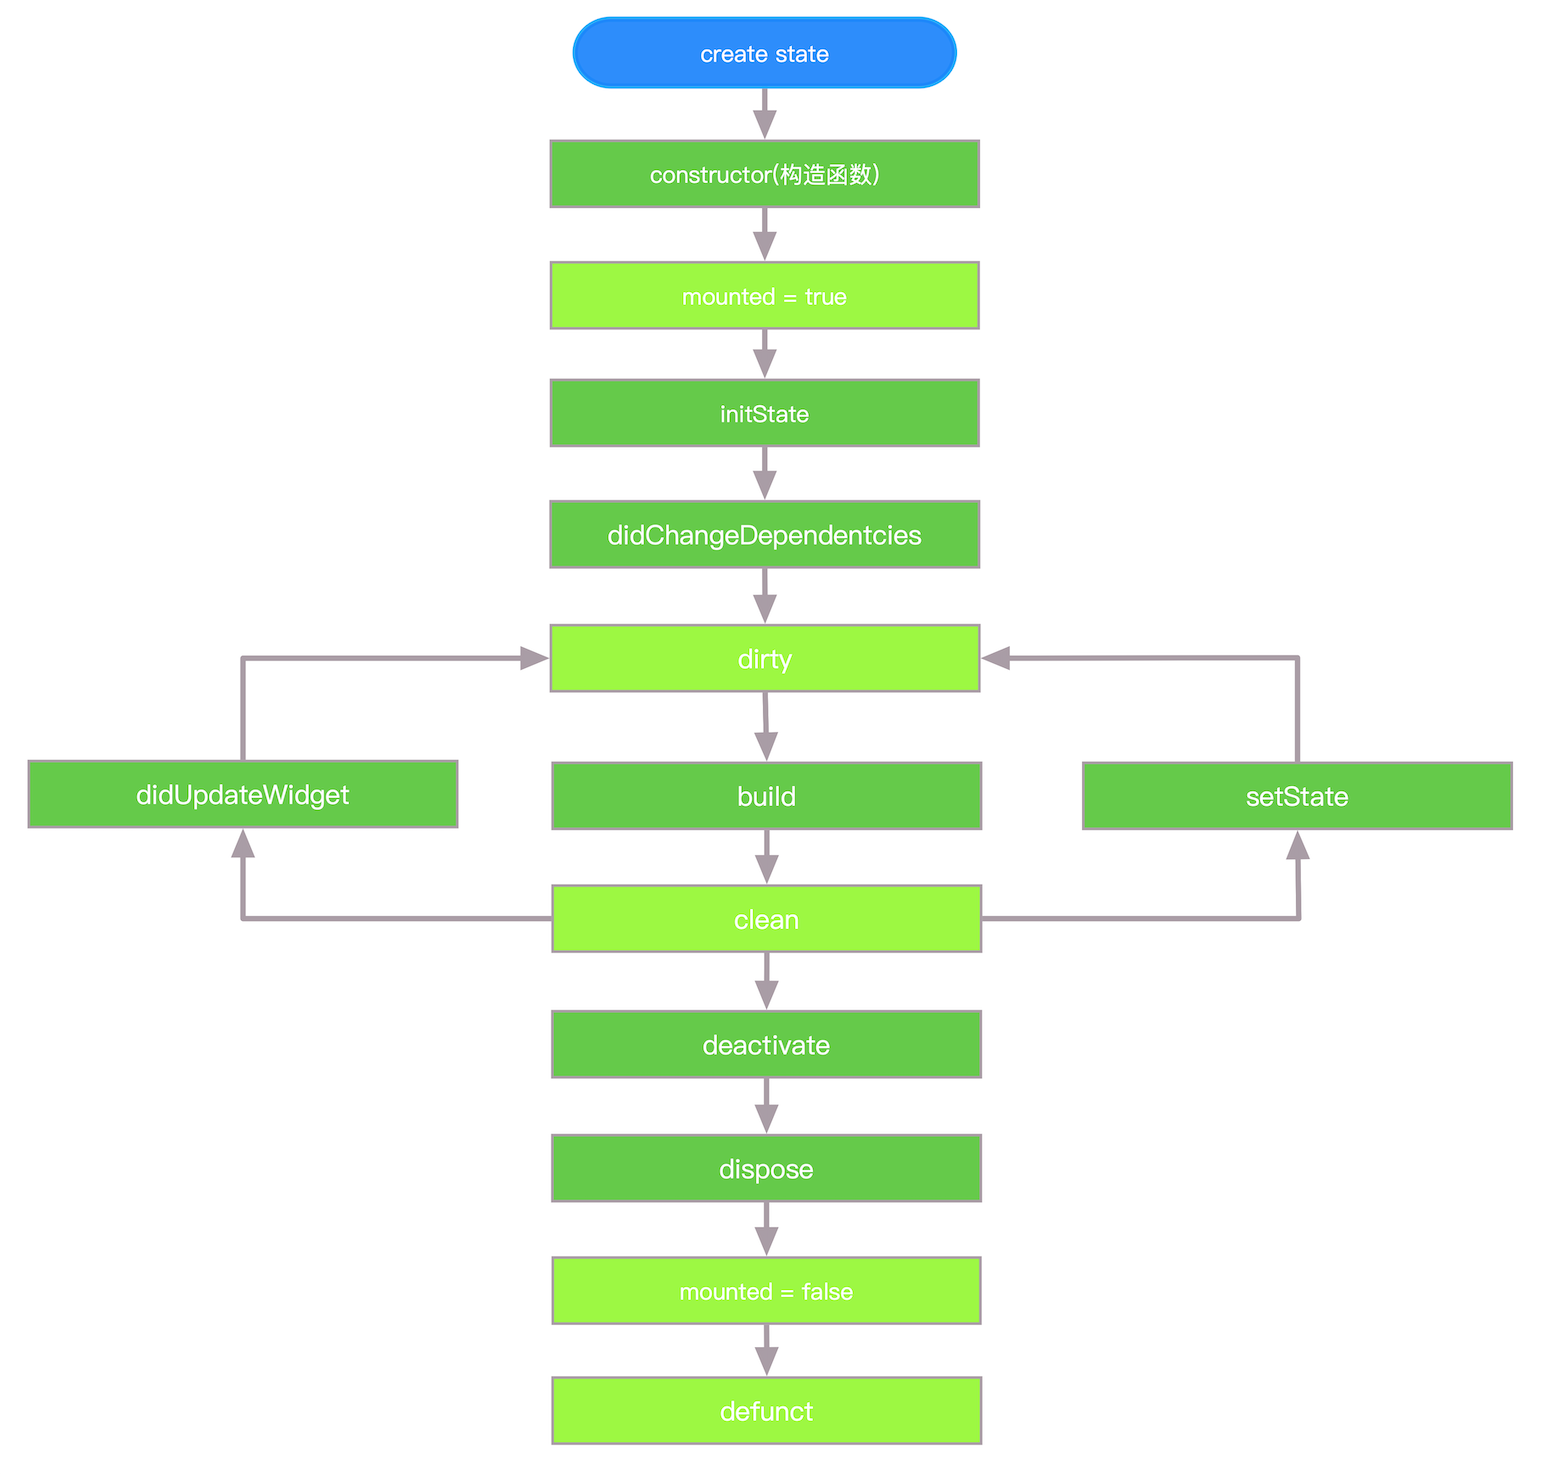 create state
constructor(构造函数)
mounted = true
initState
didChangeDependentcies
dirty
didUpdateWidget
build
setState
clean
deactivate
dispose
mounted = false
defunct